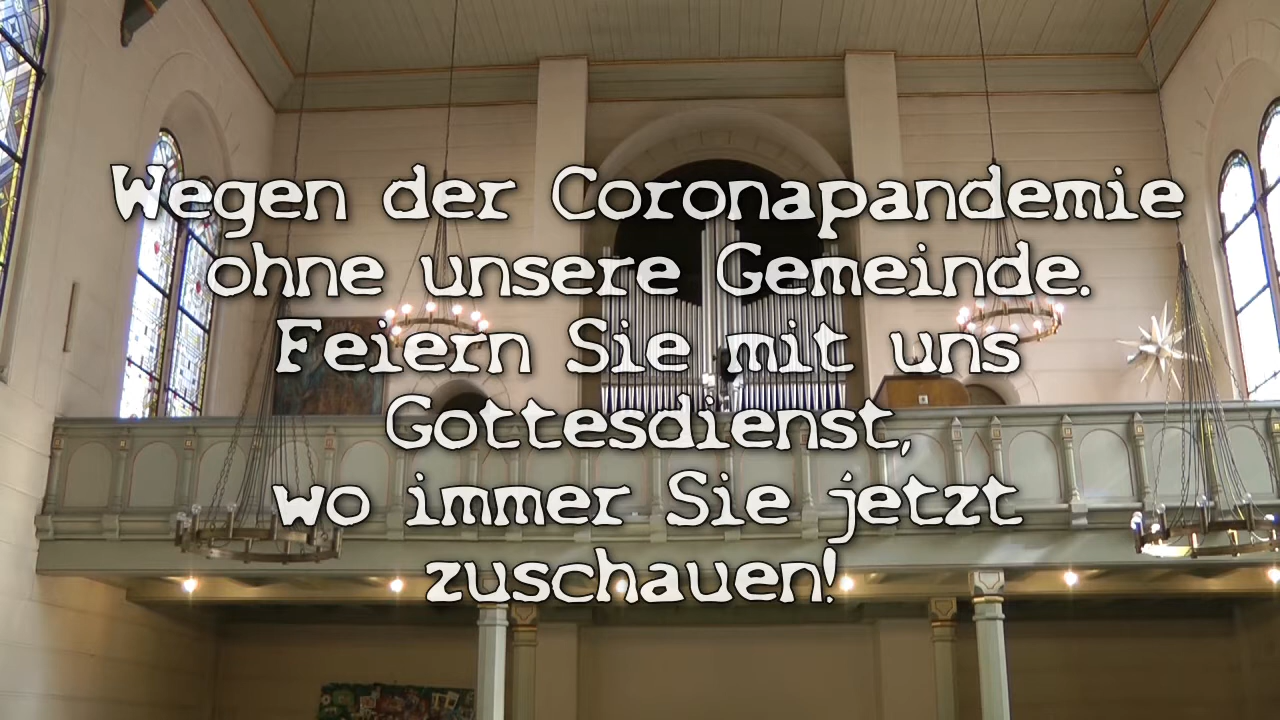 Wegen der Coronapandemie
ohne unsere Gemeinde.
Feiern Sie mit uns
Gottesdienst,
wo immer Sie jetzt
zuschauen!